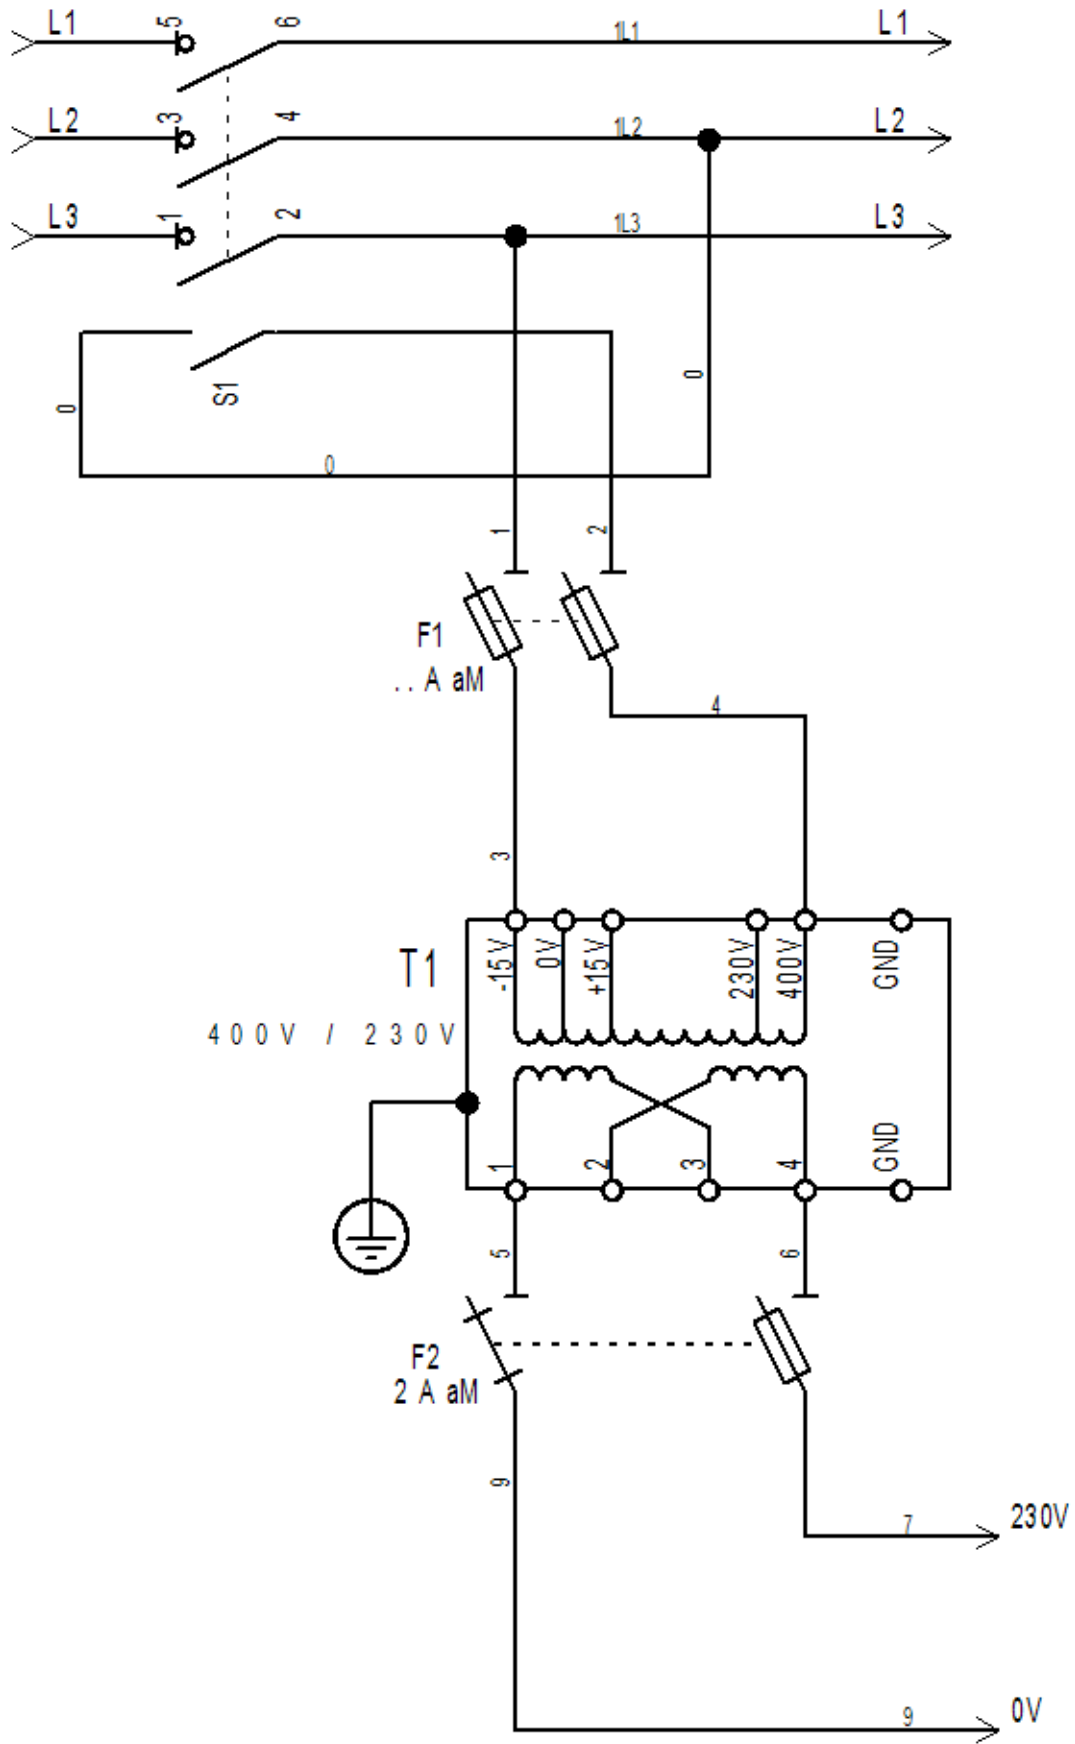 L1 5 6 1L1 L1
L2 3 4 1L2 L2
L3 1 2 1L3 L3
S1
0
0
0
1 2
F1
.. A aM
4
3
T1
-15V 0V +15V 230V 400V GND
400V / 230V
1 2 3 4 GND
5 6
F2
2 A aM
9
7 230V
9 0V